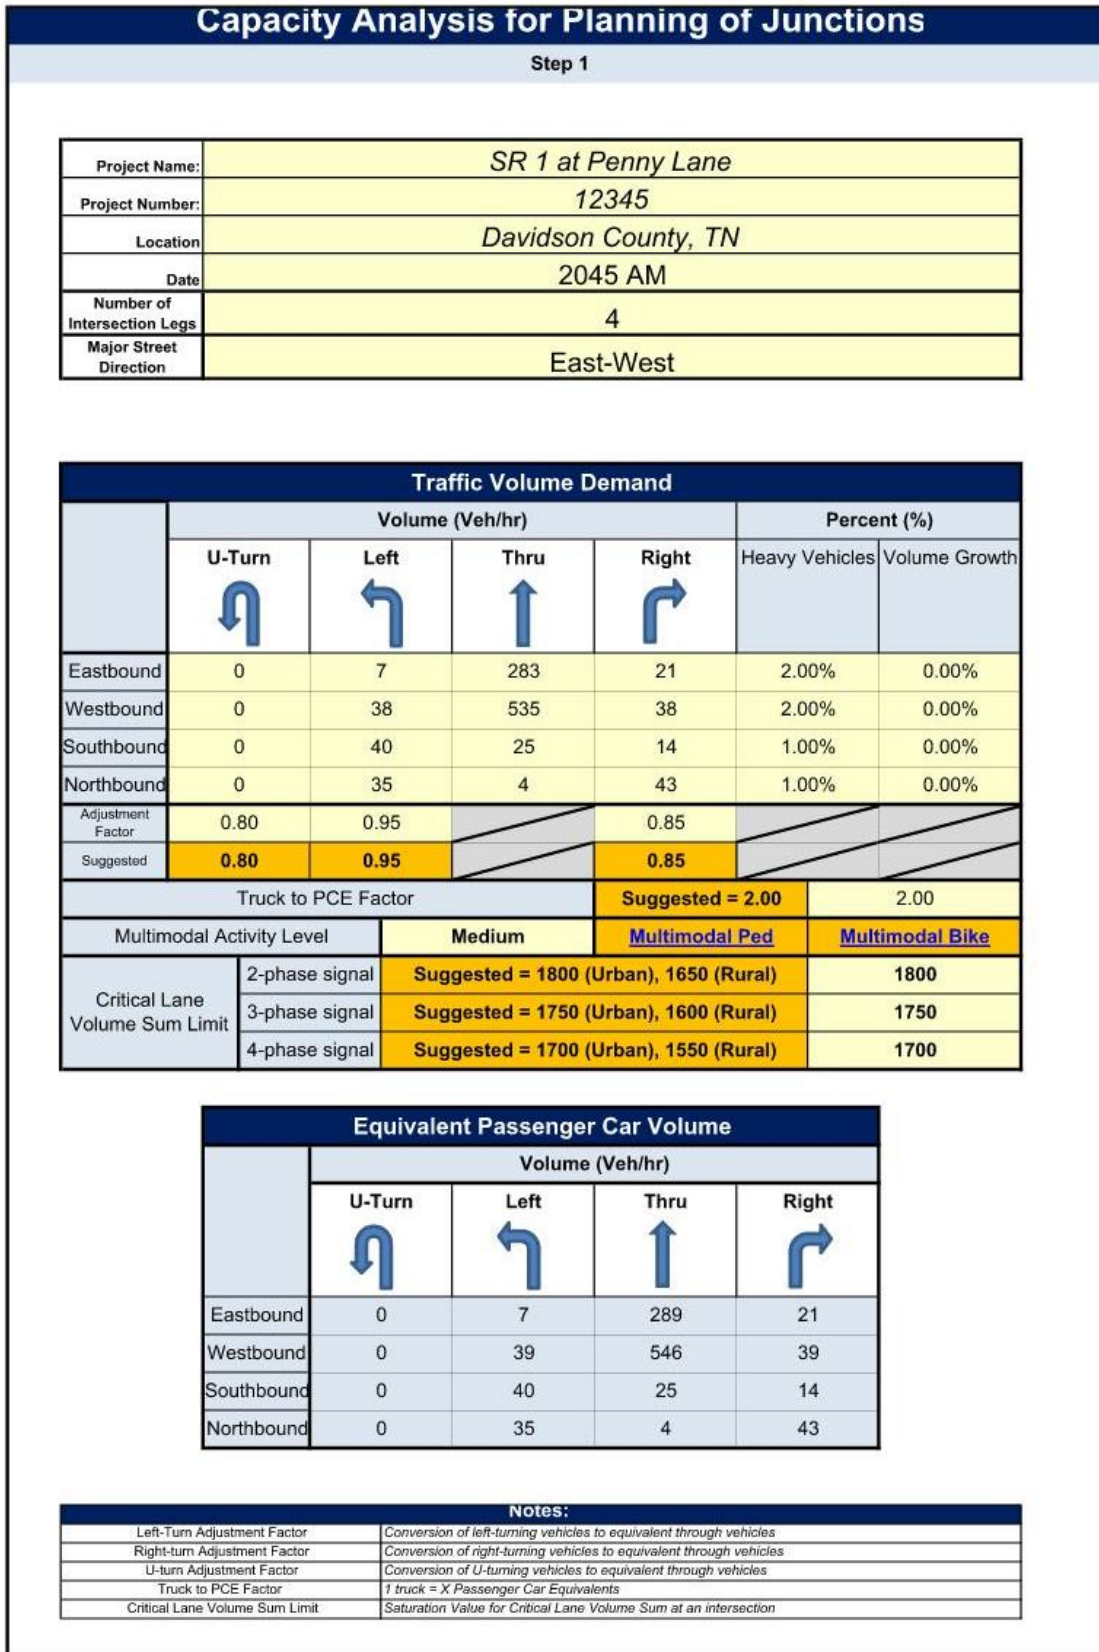 Capacity Analysis for Planning of Junctions
Step 1
Project Name: SR 1 at Penny Lane
Project Number: 12345
Location Davidson County, TN
Date 2045 AM
Number of
Intersection Legs 4
Major Street
Direction East-West
Traffic Volume Demand
Volume (Veh/hr) Percent (%)
U-Turn Left Thru Right Heavy Vehicles Volume Growth
Eastbound 0 7 283 21 2.00% 0.00%
Westbound 0 38 535 38 2.00% 0.00%
Southbound 0 40 25 14 1.00% 0.00%
Northbound 0 35 4 43 1.00% 0.00%
Adjustment
Factor 0.80 0.95 0.85
Suggested 0.80 0.95 0.85
Truck to PCE Factor Suggested = 2.00 2.00
Multimodal Activity Level Medium Multimodal Ped Multimodal Bike
Critical Lane
Volume Sum Limit
2-phase signal Suggested = 1800 (Urban), 1650 (Rural) 1800
3-phase signal Suggested = 1750 (Urban), 1600 (Rural) 1750
4-phase signal Suggested = 1700 (Urban), 1550 (Rural) 1700
Equivalent Passenger Car Volume
Volume (Veh/hr)
U-Turn Left Thru Right
Eastbound 0 7 289 21
Westbound 0 39 546 39
Southbound 0 40 25 14
Northbound 0 35 4 43
Notes:
Left-Turn Adjustment Factor Conversion of left-turning vehicles to equivalent through vehicles
Right-turn Adjustment Factor Conversion of right-turning vehicles to equivalent through vehicles
U-turn Adjustment Factor Conversion of U-turning vehicles to equivalent through vehicles
Truck to PCE Factor 1 truck = X Passenger Car Equivalents
Critical Lane Volume Sum Limit Saturation Value for Critical Lane Volume Sum at an intersection